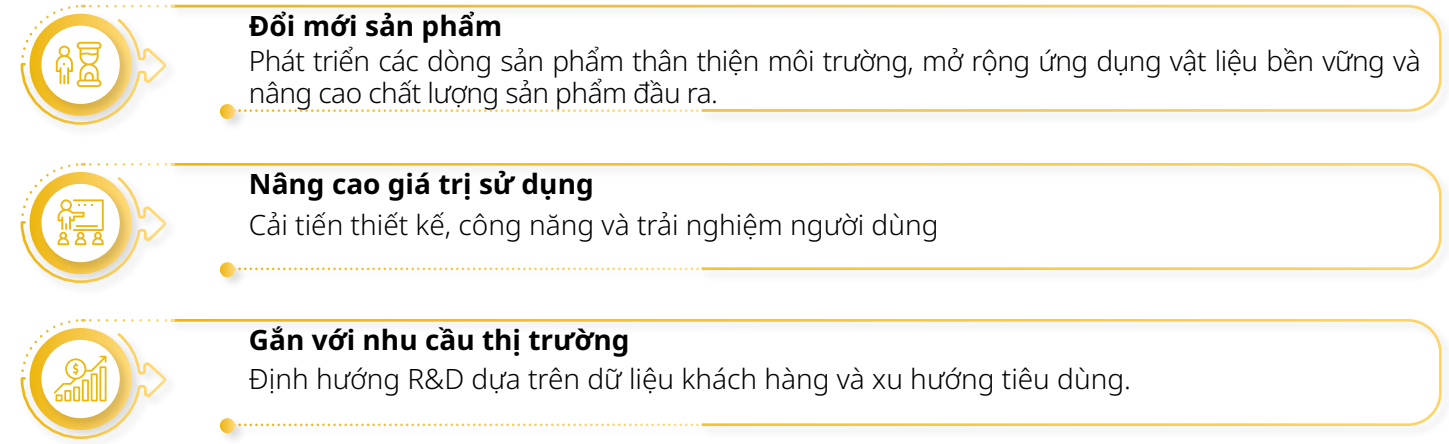 Đổi mới sản phẩm
Phát triển các dòng sản phẩm thân thiện môi trường, mở rộng ứng dụng vật liệu bền vững và
nâng cao chất lượng sản phẩm đầu ra.
Nâng cao giá trị sử dụng
Cải tiến thiết kế, công năng và trải nghiệm người dùng
Gắn với nhu cầu thị trường
Định hướng R&D dựa trên dữ liệu khách hàng và xu hướng tiêu dùng.